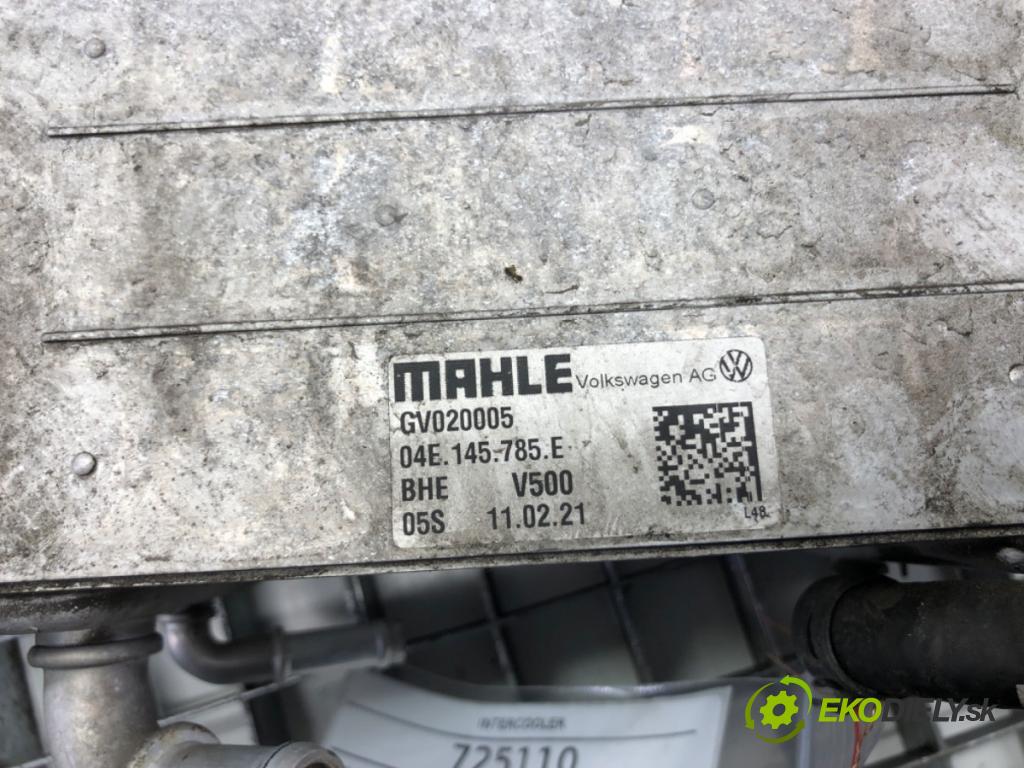 MAHLE Volkswagen AG
GV020005
04E.145.785.E
BHE V500
05S 11.02.21
L48
INTERCOOLER
725110
EKODIELY.sk